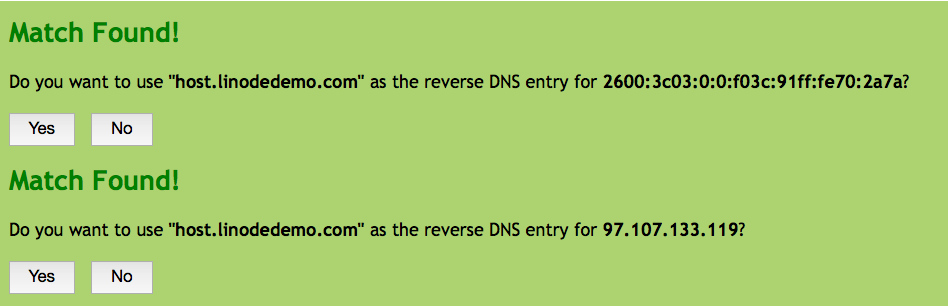 Match Found!
Do you want to use "host.linodedemo.com" as the reverse DNS entry for 2600:3c03:0:0:f03c:91ff:fe70:2a7a?
Yes No
Match Found!
Do you want to use "host.linodedemo.com" as the reverse DNS entry for 97.107.133.119?
Yes No